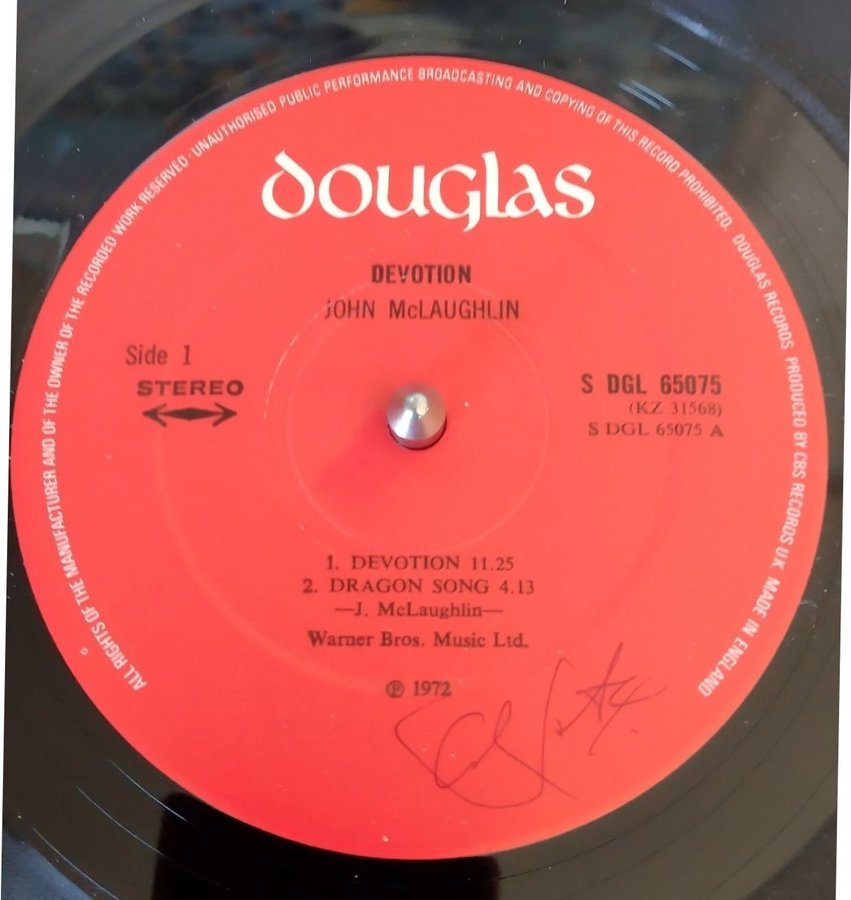 ALL RIGHTS OF THE MANUFACTURER AND OF THE OWNER OF THE RECORDED WORK RESERVED · UNAUTHORISED PUBLIC PERFORMANCE BROADCASTING AND COPYING OF THIS RECORD PROHIBITED. DOUGLAS RECORDS PRODUCED BY CBS RECORDS UK. MADE IN ENGLAND
DOUGLAS
DEVOTION
JOHN McLAUGHLIN
Side 1
STEREO
S DGL 65075
(KZ 31568)
S DGL 65075 A
1. DEVOTION 11.25
2. DRAGON SONG 4.13
—J. McLaughlin—
Warner Bros. Music Ltd.
℗ 1972